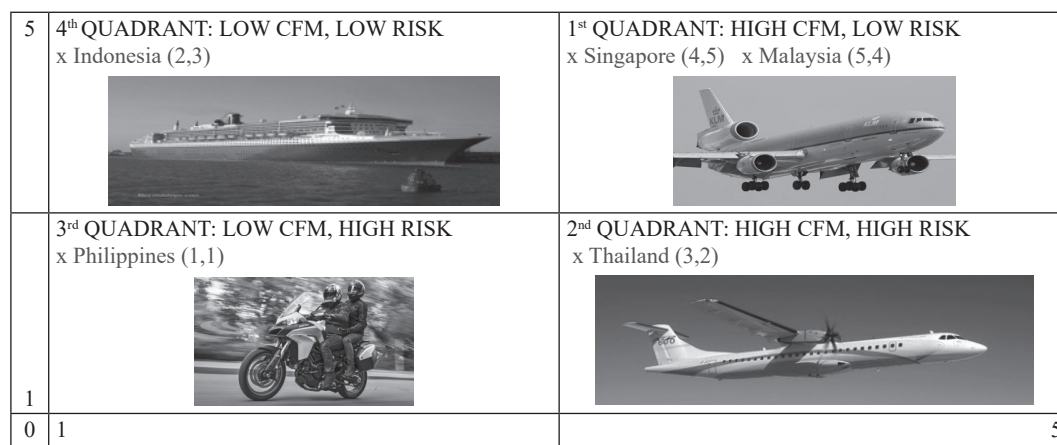 5
4th QUADRANT: LOW CFM, LOW RISK
x Indonesia (2,3)
1st QUADRANT: HIGH CFM, LOW RISK
x Singapore (4,5) x Malaysia (5,4)
KLM
KLM
3rd QUADRANT: LOW CFM, HIGH RISK
x Philippines (1,1)
2nd QUADRANT: HIGH CFM, HIGH RISK
x Thailand (3,2)
1
0 1 5